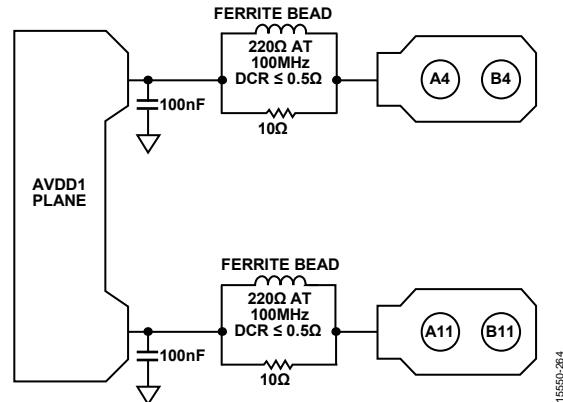 FERRITE BEAD
220Ω AT
100MHz
DCR ≤ 0.5Ω
10Ω
100nF
A4 B4
AVDD1
PLANE
FERRITE BEAD
220Ω AT
100MHz
DCR ≤ 0.5Ω
10Ω
100nF
A11 B11
15550-264